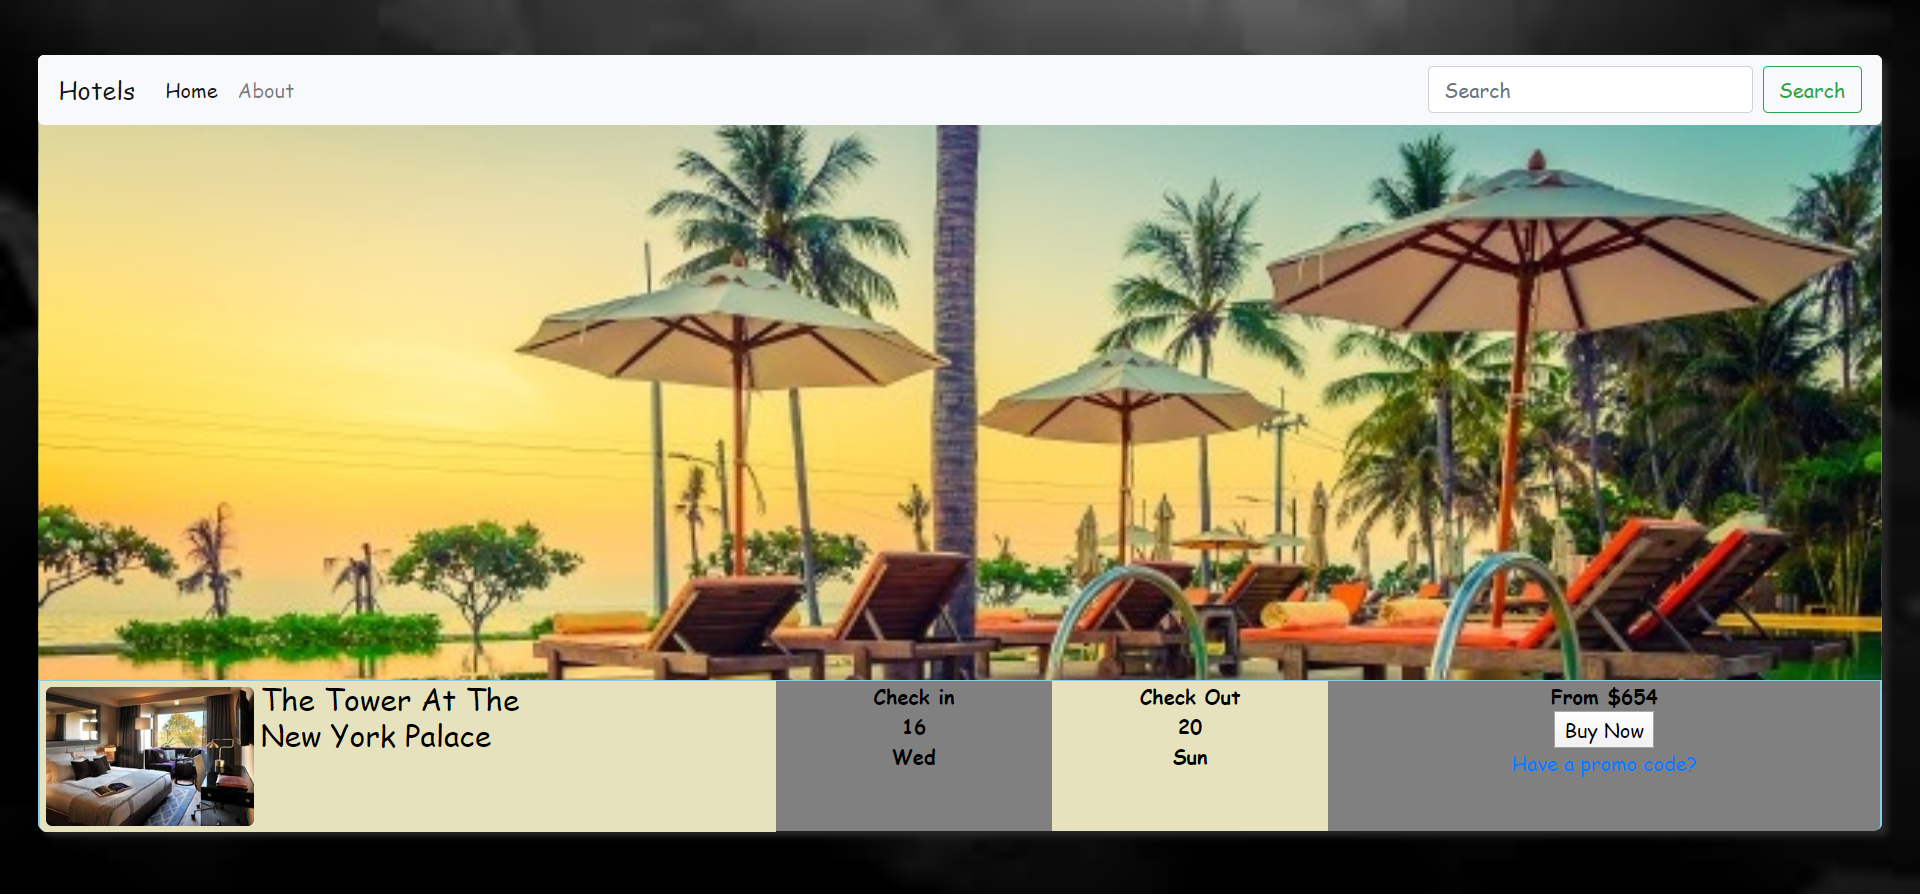 Hotels Home About Search Search
The Tower At The
New York Palace
Check in
16
Wed
Check Out
20
Sun
From $654
Buy Now
Have a promo code?